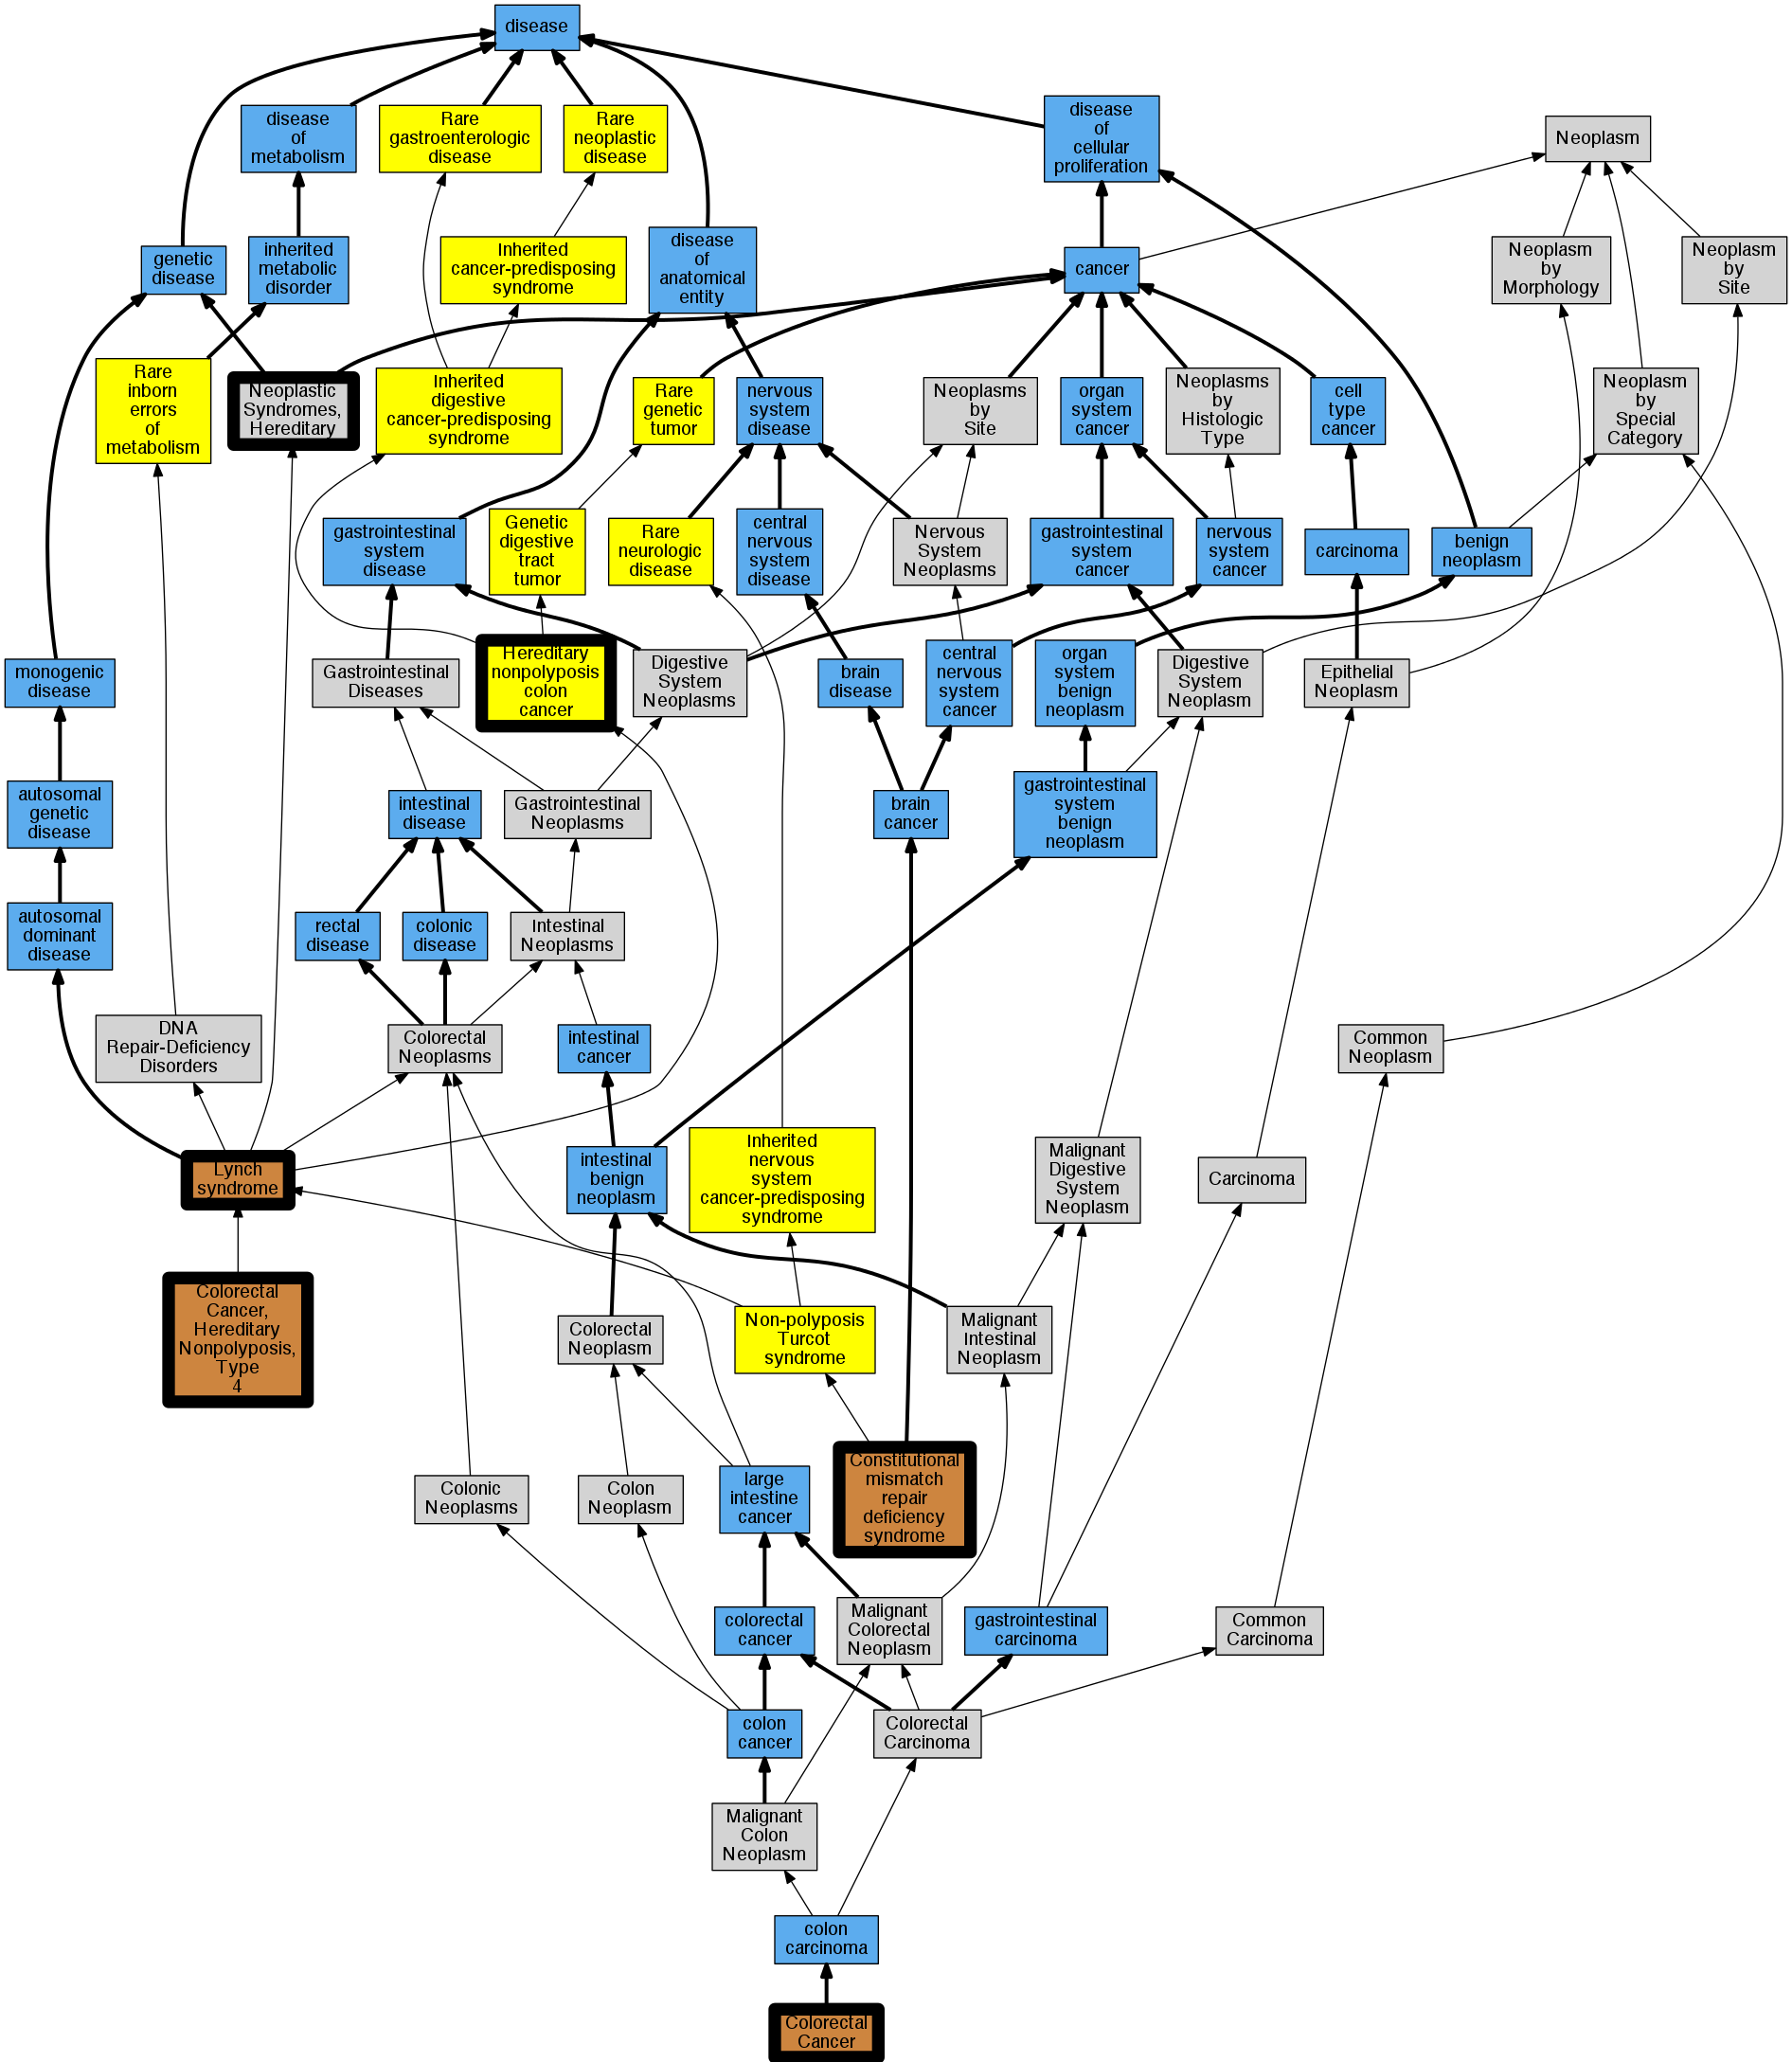 disease
disease
of
metabolism
Rare
gastroenterologic
disease
Rare
neoplastic
disease
disease
of
cellular
proliferation
Neoplasm
genetic
disease
inherited
metabolic
disorder
Inherited
cancer-predisposing
syndrome
disease
of
anatomical
entity
cancer
Neoplasm
by
Morphology
Neoplasm
by
Site
Rare
inborn
errors
of
metabolism
Neoplastic
Syndromes,
Hereditary
Inherited
digestive
cancer-predisposing
syndrome
Rare
genetic
tumor
nervous
system
disease
Neoplasms
by
Site
organ
system
cancer
Neoplasms
by
Histologic
Type
cell
type
cancer
Neoplasm
by
Special
Category
gastrointestinal
system
disease
Genetic
digestive
tract
tumor
Rare
neurologic
disease
central
nervous
system
disease
Nervous
System
Neoplasms
gastrointestinal
system
cancer
nervous
system
cancer
carcinoma
benign
neoplasm
monogenic
disease
Gastrointestinal
Diseases
Hereditary
nonpolyposis
colon
cancer
Digestive
System
Neoplasms
brain
disease
central
nervous
system
cancer
organ
system
benign
neoplasm
Digestive
System
Neoplasm
Epithelial
Neoplasm
autosomal
genetic
disease
intestinal
disease
Gastrointestinal
Neoplasms
brain
cancer
gastrointestinal
system
benign
neoplasm
autosomal
dominant
disease
rectal
disease
colonic
disease
Intestinal
Neoplasms
DNA
Repair-Deficiency
Disorders
Colorectal
Neoplasms
intestinal
cancer
Common
Neoplasm
Lynch
syndrome
intestinal
benign
neoplasm
Inherited
nervous
system
cancer-predisposing
syndrome
Malignant
Digestive
System
Neoplasm
Carcinoma
Colorectal
Cancer,
Hereditary
Nonpolyposis,
Type
4
Colorectal
Neoplasm
Non-polyposis
Turcot
syndrome
Malignant
Intestinal
Neoplasm
Colonic
Neoplasms
Colon
Neoplasm
large
intestine
cancer
Constitutional
mismatch
repair
deficiency
syndrome
colorectal
cancer
Malignant
Colorectal
Neoplasm
gastrointestinal
carcinoma
Common
Carcinoma
colon
cancer
Colorectal
Carcinoma
Malignant
Colon
Neoplasm
colon
carcinoma
Colorectal
Cancer